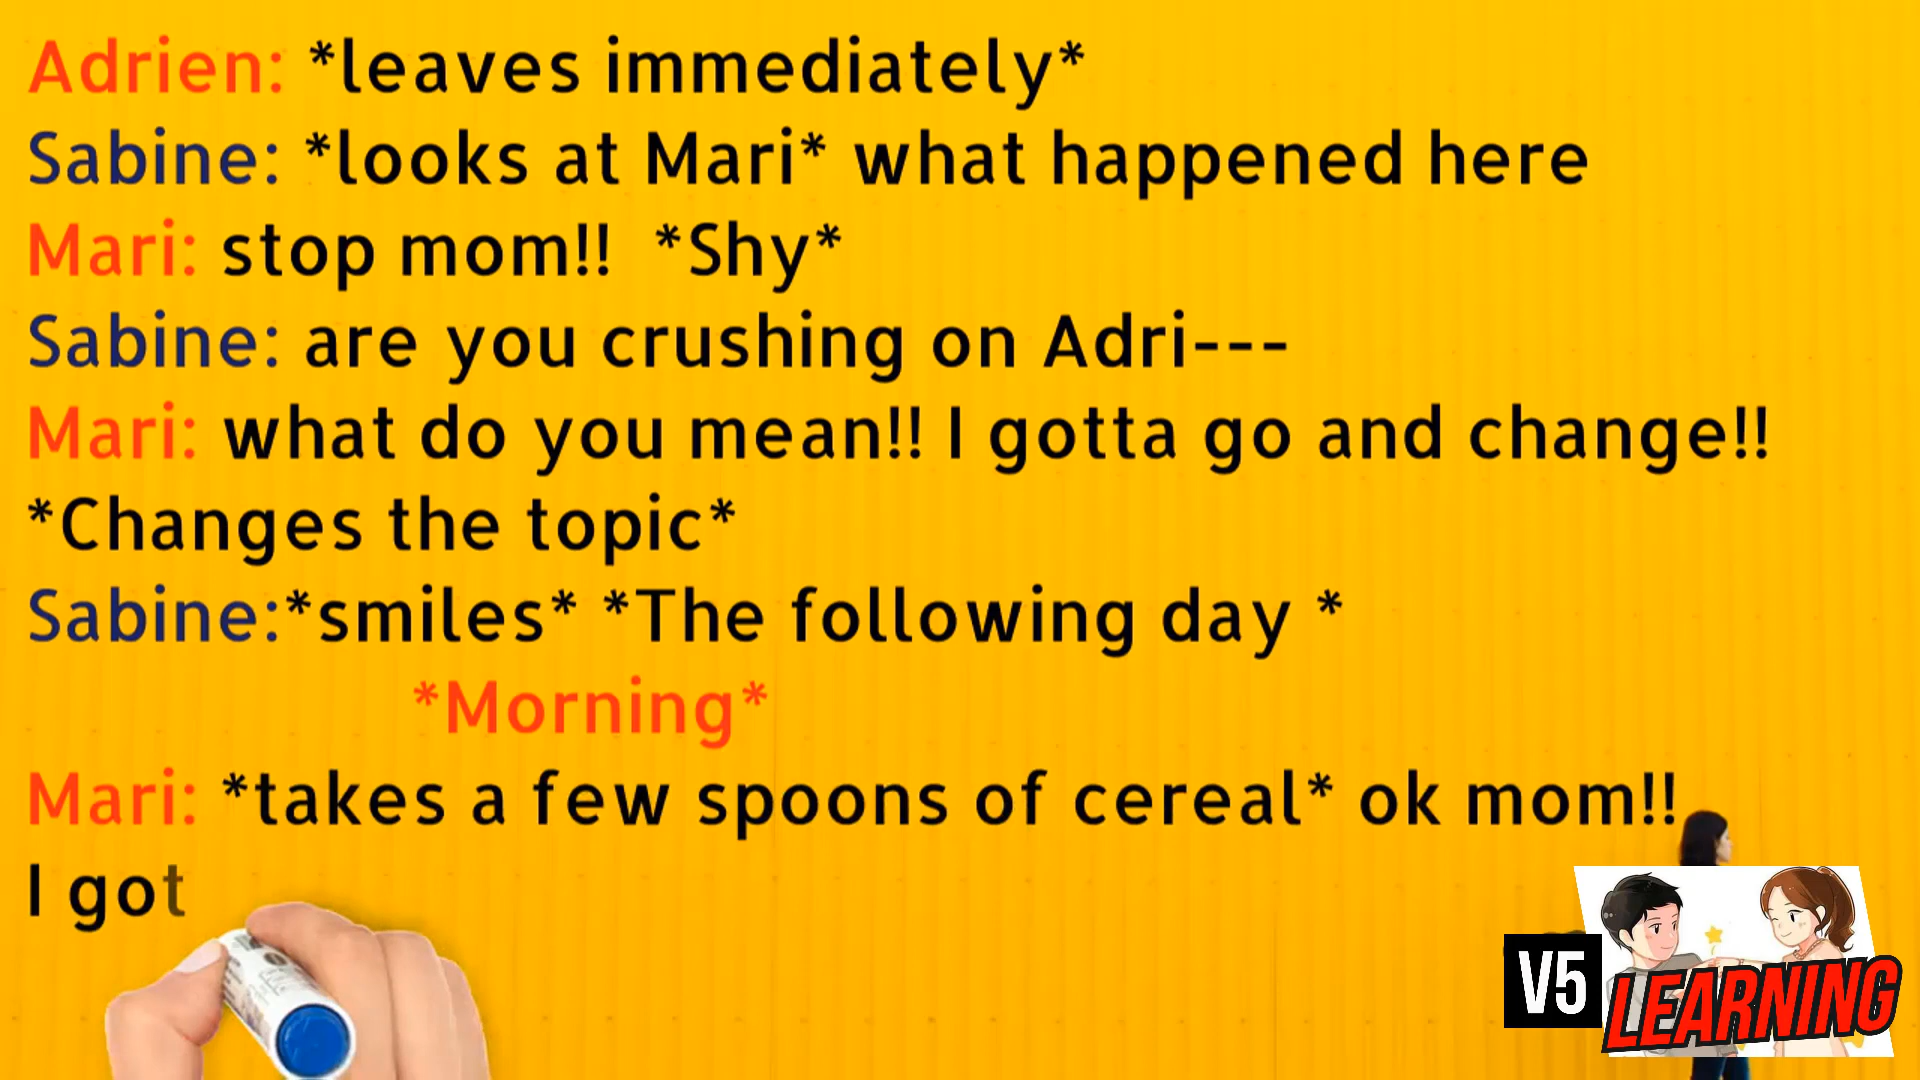 Adrien: *leaves immediately*
Sabine: *looks at Mari* what happened here
Mari: stop mom!! *Shy*
Sabine: are you crushing on Adri---
Mari: what do you mean!! I gotta go and change!!
*Changes the topic*
Sabine:*smiles* *The following day *
*Morning*
Mari: *takes a few spoons of cereal* ok mom!!
I got
V5
LEARNING